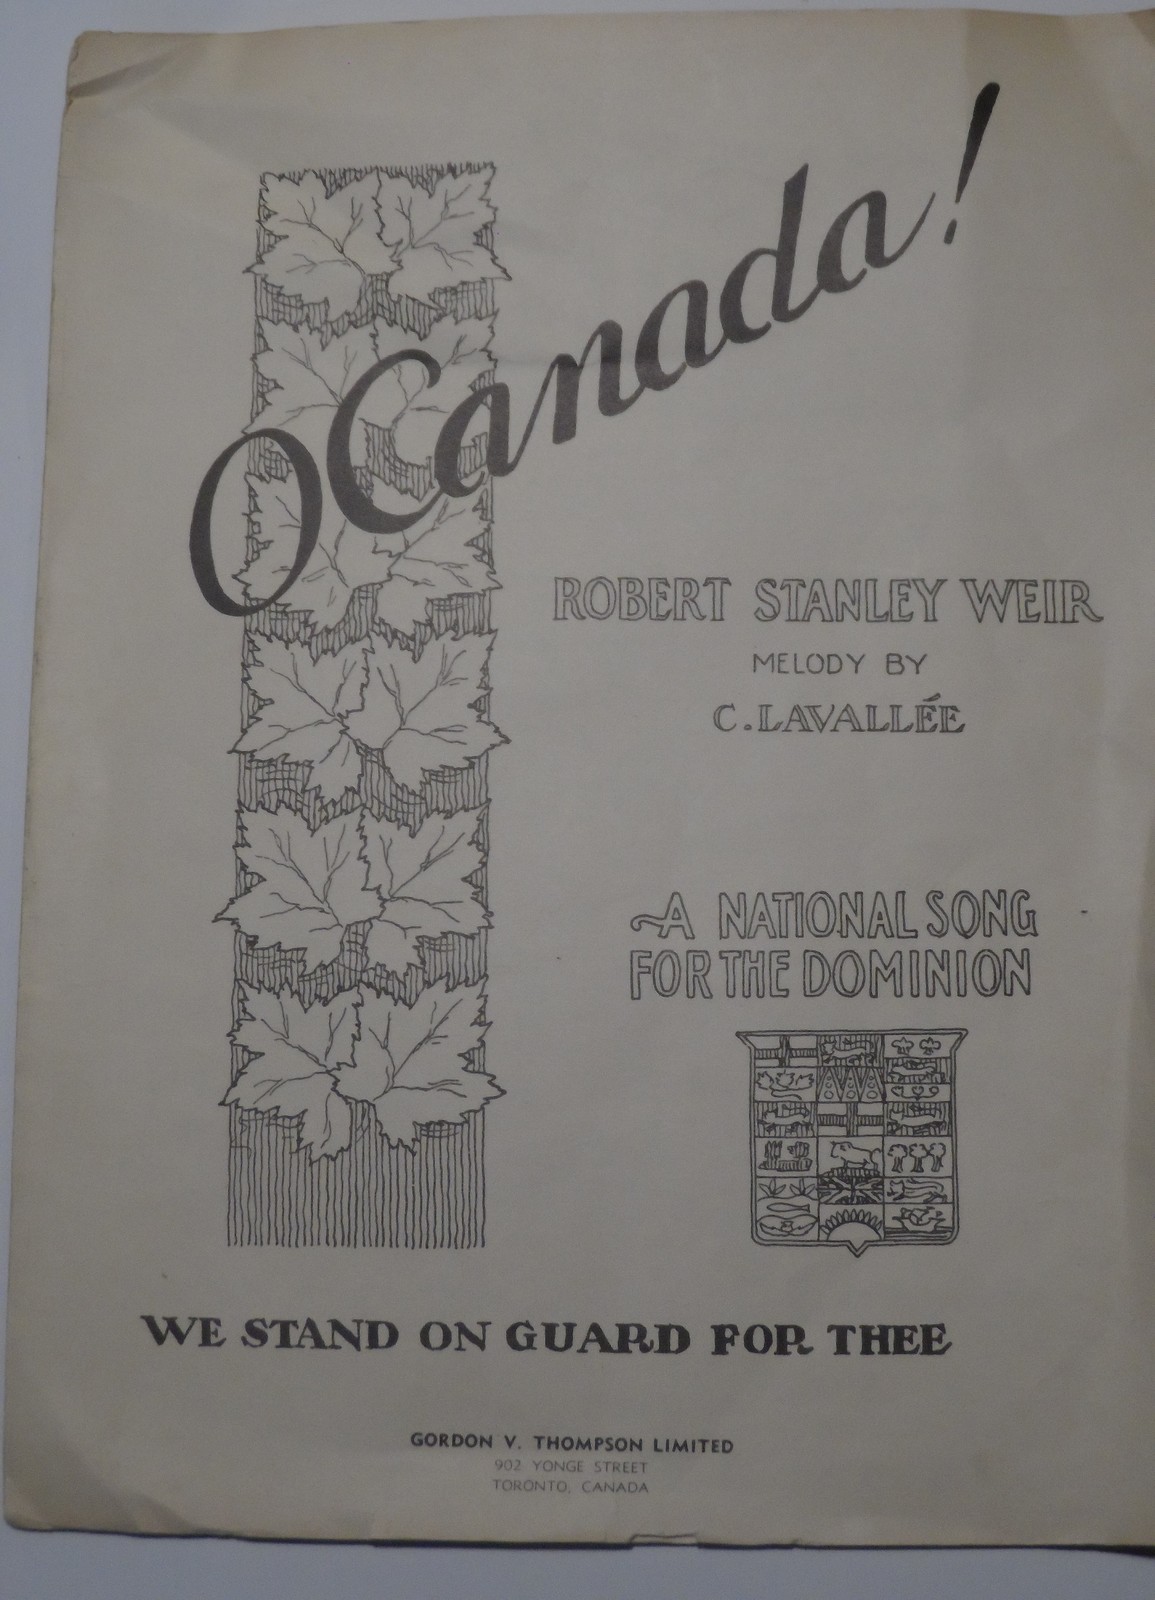 O Canada!
ROBERT STANLEY WEIR
MELODY BY
C. LAVALLÉE
A NATIONAL SONG
FOR THE DOMINION
WE STAND ON GUARD FOR THEE
GORDON V. THOMPSON LIMITED
902 YONGE STREET
TORONTO, CANADA